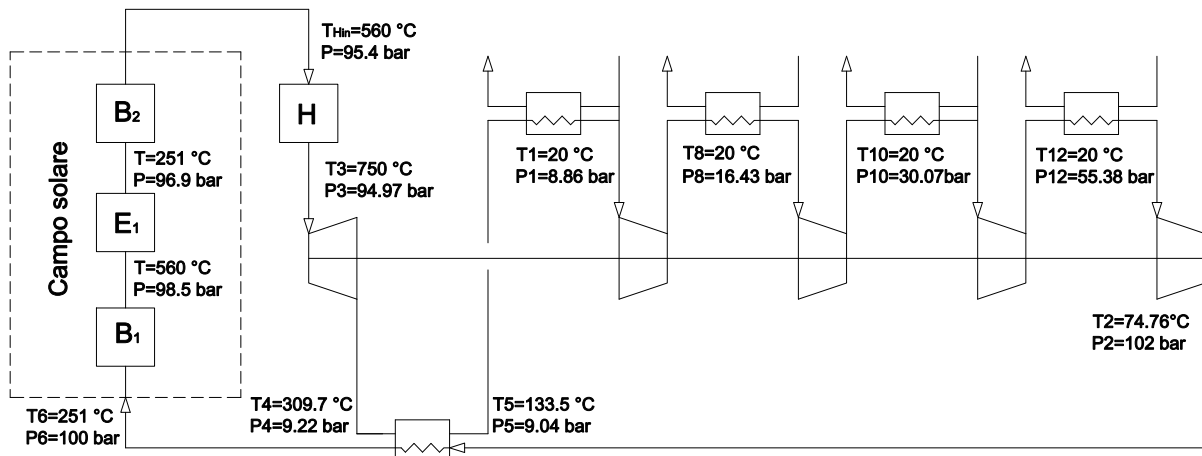 THin=560 °C
P=95.4 bar
Campo solare
B2
H
T=251 °C
P=96.9 bar
T3=750 °C
P3=94.97 bar
E1
T=560 °C
P=98.5 bar
B1
T6=251 °C
P6=100 bar
T4=309.7 °C
P4=9.22 bar
T5=133.5 °C
P5=9.04 bar
T1=20 °C
P1=8.86 bar
T8=20 °C
P8=16.43 bar
T10=20 °C
P10=30.07bar
T12=20 °C
P12=55.38 bar
T2=74.76°C
P2=102 bar